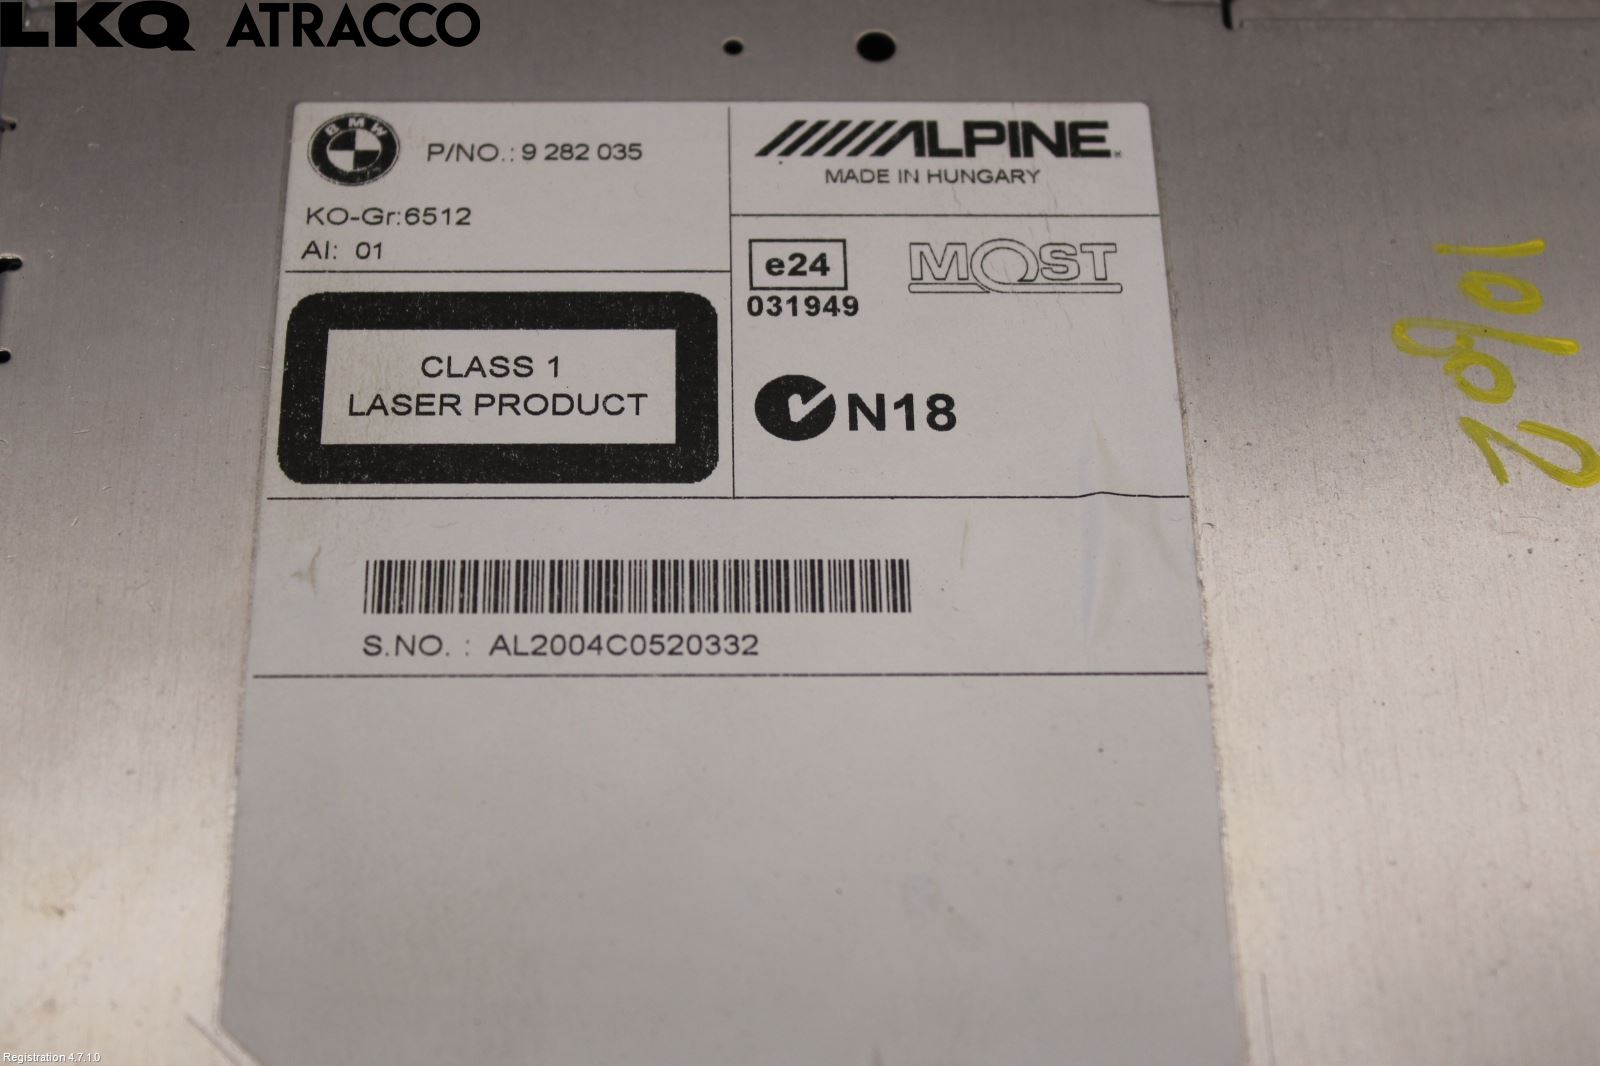 LKQ ATRACCO
BMW
P/NO.: 9 282 035
KO-Gr:6512
AI: 01
ALPINE
MADE IN HUNGARY
e24
031949
MOST
CLASS 1
LASER PRODUCT
N18
S.NO. : AL2004C0520332
Registration 4.7.1.0